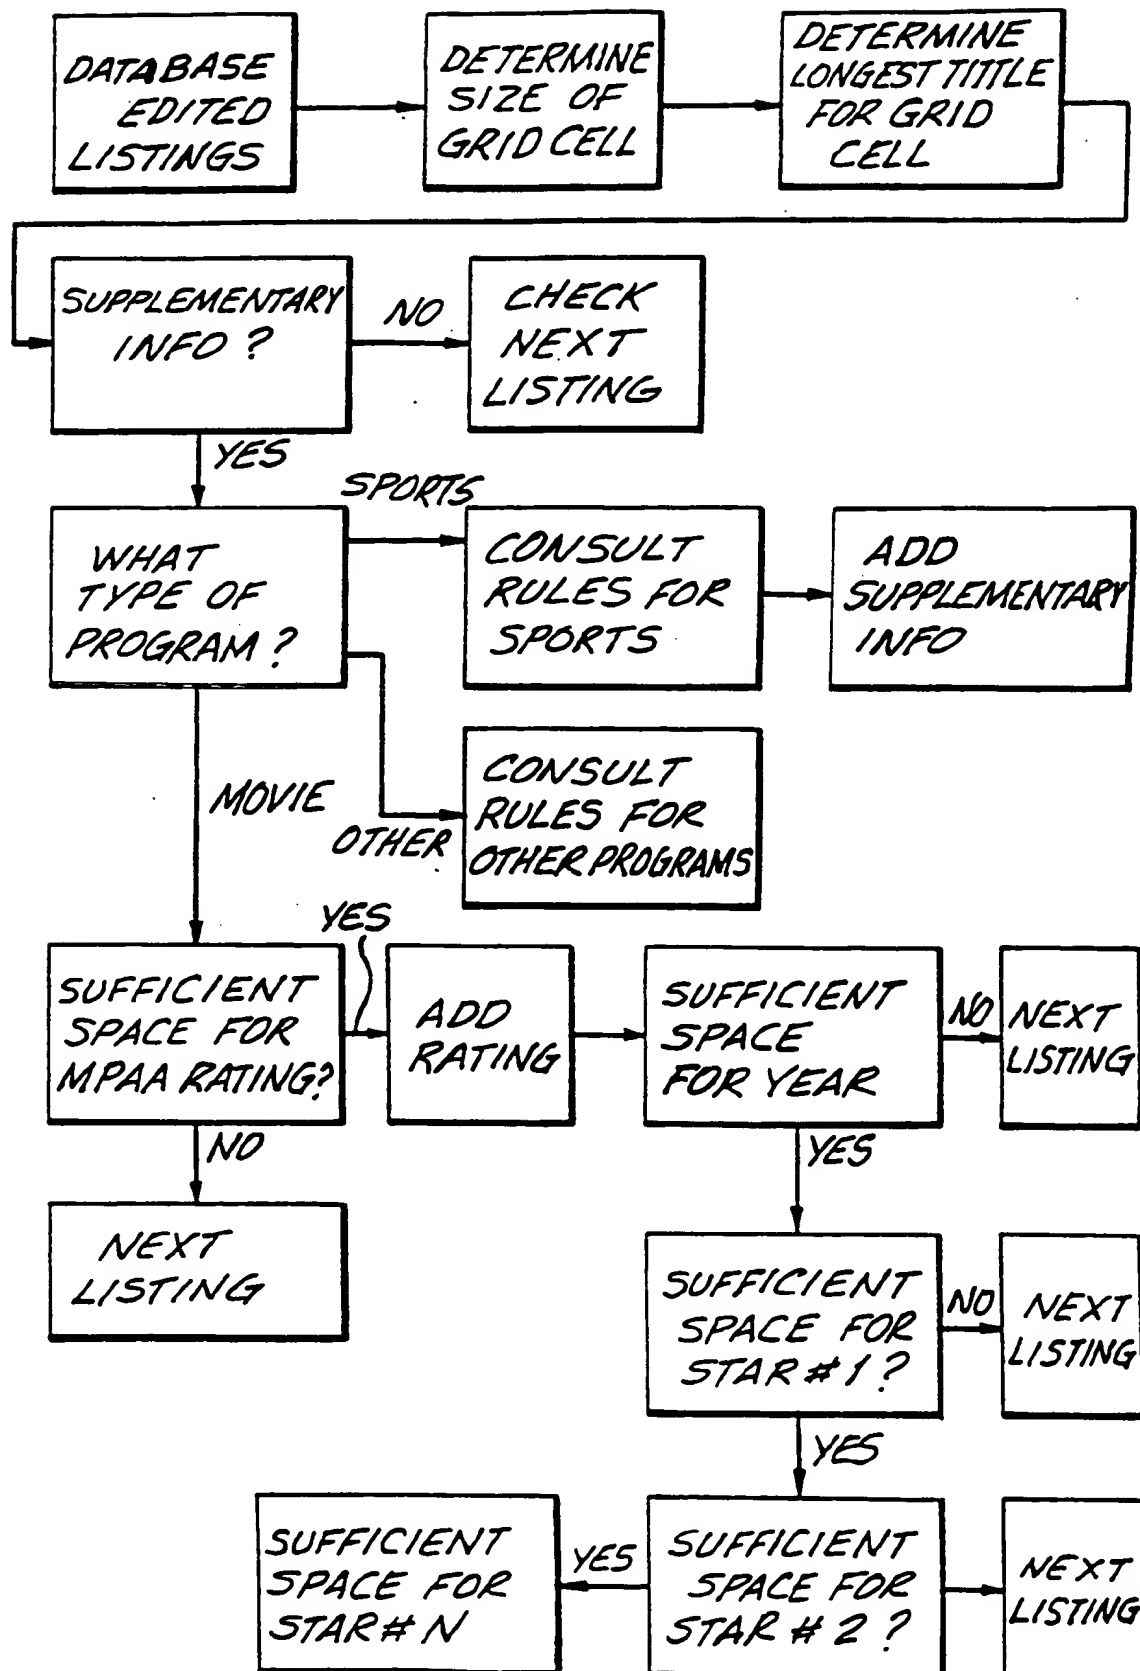 DATABASE
EDITED
LISTINGS
DETERMINE
SIZE OF
GRID CELL
DETERMINE
LONGEST TITTLE
FOR GRID
CELL
SUPPLEMENTARY
INFO ?
NO
CHECK
NEXT
LISTING
YES
WHAT
TYPE OF
PROGRAM ?
SPORTS
CONSULT
RULES FOR
SPORTS
ADD
SUPPLEMENTARY
INFO
OTHER
CONSULT
RULES FOR
OTHER PROGRAMS
MOVIE
SUFFICIENT
SPACE FOR
MPAA RATING?
YES
ADD
RATING
SUFFICIENT
SPACE
FOR YEAR
NO
NEXT
LISTING
NO
NEXT
LISTING
YES
SUFFICIENT
SPACE FOR
STAR # 1 ?
NO
NEXT
LISTING
YES
SUFFICIENT
SPACE FOR
STAR # 2 ?
NEXT
LISTING
YES
SUFFICIENT
SPACE FOR
STAR # N